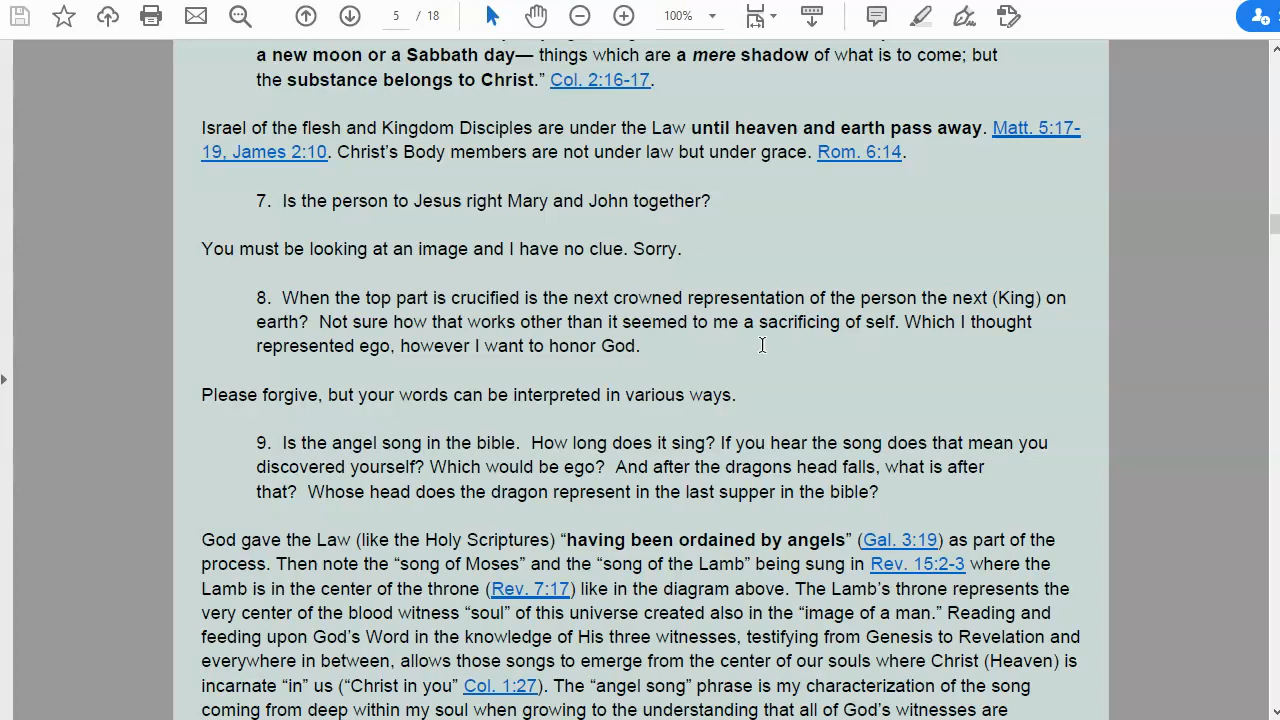 5 / 18
100%
a new moon or a Sabbath day— things which are a mere shadow of what is to come; but
the substance belongs to Christ.” Col. 2:16-17.
Israel of the flesh and Kingdom Disciples are under the Law until heaven and earth pass away. Matt. 5:17-
19, James 2:10. Christ’s Body members are not under law but under grace. Rom. 6:14.
7. Is the person to Jesus right Mary and John together?
You must be looking at an image and I have no clue. Sorry.
8. When the top part is crucified is the next crowned representation of the person the next (King) on
earth? Not sure how that works other than it seemed to me a sacrificing of self. Which I thought
represented ego, however I want to honor God.
Please forgive, but your words can be interpreted in various ways.
9. Is the angel song in the bible. How long does it sing? If you hear the song does that mean you
discovered yourself? Which would be ego? And after the dragons head falls, what is after
that? Whose head does the dragon represent in the last supper in the bible?
God gave the Law (like the Holy Scriptures) “having been ordained by angels” (Gal. 3:19) as part of the
process. Then note the “song of Moses” and the “song of the Lamb” being sung in Rev. 15:2-3 where the
Lamb is in the center of the throne (Rev. 7:17) like in the diagram above. The Lamb’s throne represents the
very center of the blood witness “soul” of this universe created also in the “image of a man.” Reading and
feeding upon God’s Word in the knowledge of His three witnesses, testifying from Genesis to Revelation and
everywhere in between, allows those songs to emerge from the center of our souls where Christ (Heaven) is
incarnate “in” us (“Christ in you” Col. 1:27). The “angel song” phrase is my characterization of the song
coming from deep within my soul when growing to the understanding that all of God’s witnesses are